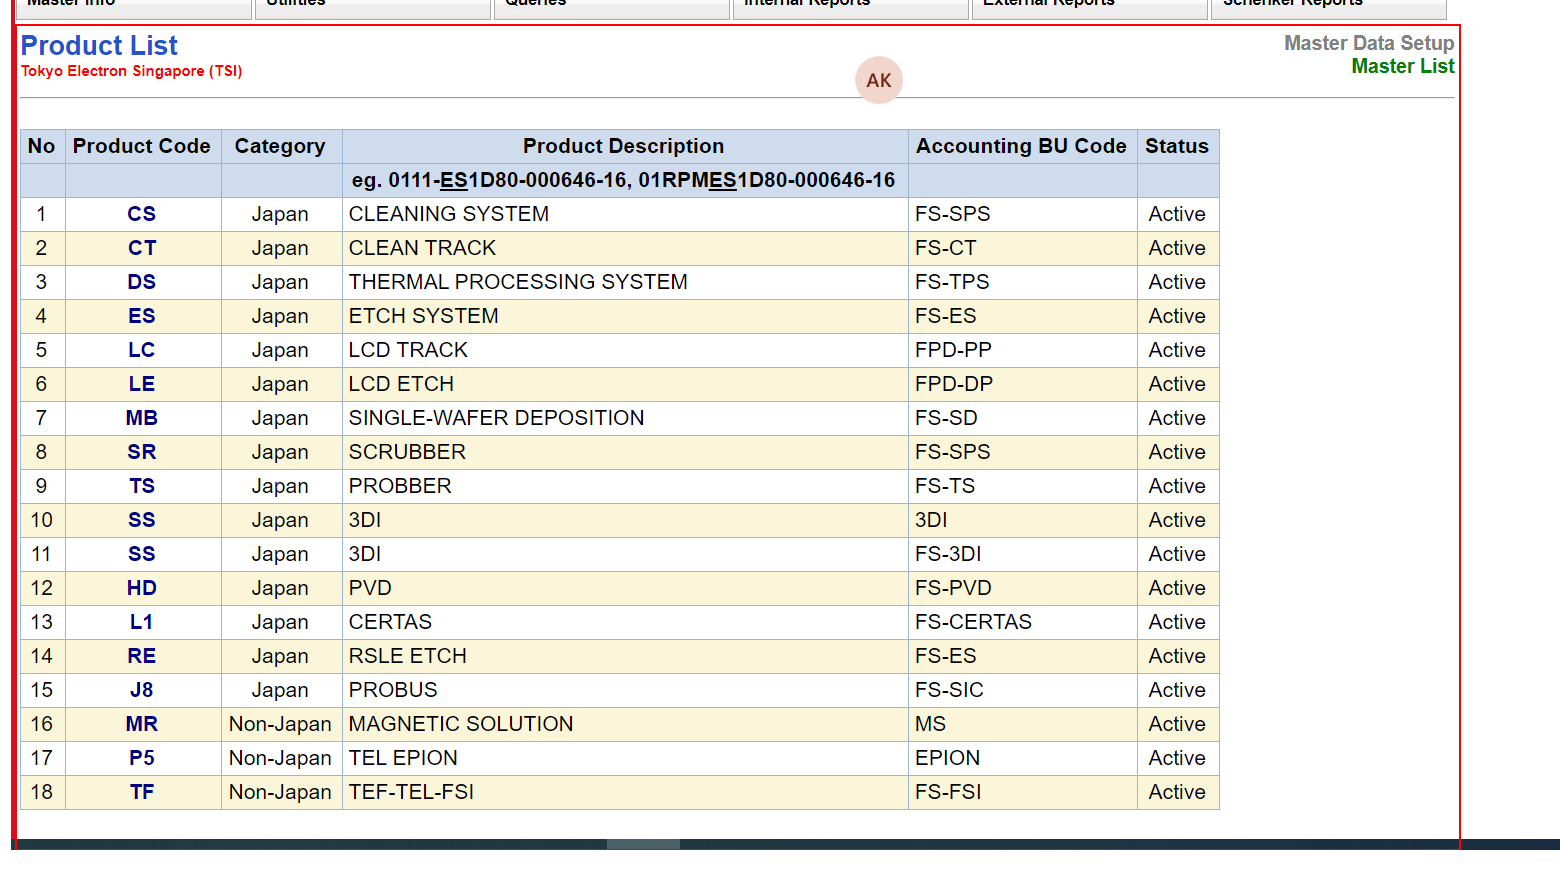 Master Info Utilities Queries Internal Reports External Reports Schenker Reports
Product List
Master Data Setup
Tokyo Electron Singapore (TSI)
Master List
AK
No Product Code Category Product Description Accounting BU Code Status
eg. 0111-ES1D80-000646-16, 01RPMES1D80-000646-16
1 CS Japan CLEANING SYSTEM FS-SPS Active
2 CT Japan CLEAN TRACK FS-CT Active
3 DS Japan THERMAL PROCESSING SYSTEM FS-TPS Active
4 ES Japan ETCH SYSTEM FS-ES Active
5 LC Japan LCD TRACK FPD-PP Active
6 LE Japan LCD ETCH FPD-DP Active
7 MB Japan SINGLE-WAFER DEPOSITION FS-SD Active
8 SR Japan SCRUBBER FS-SPS Active
9 TS Japan PROBBER FS-TS Active
10 SS Japan 3DI 3DI Active
11 SS Japan 3DI FS-3DI Active
12 HD Japan PVD FS-PVD Active
13 L1 Japan CERTAS FS-CERTAS Active
14 RE Japan RSLE ETCH FS-ES Active
15 J8 Japan PROBUS FS-SIC Active
16 MR Non-Japan MAGNETIC SOLUTION MS Active
17 P5 Non-Japan TEL EPION EPION Active
18 TF Non-Japan TEF-TEL-FSI FS-FSI Active